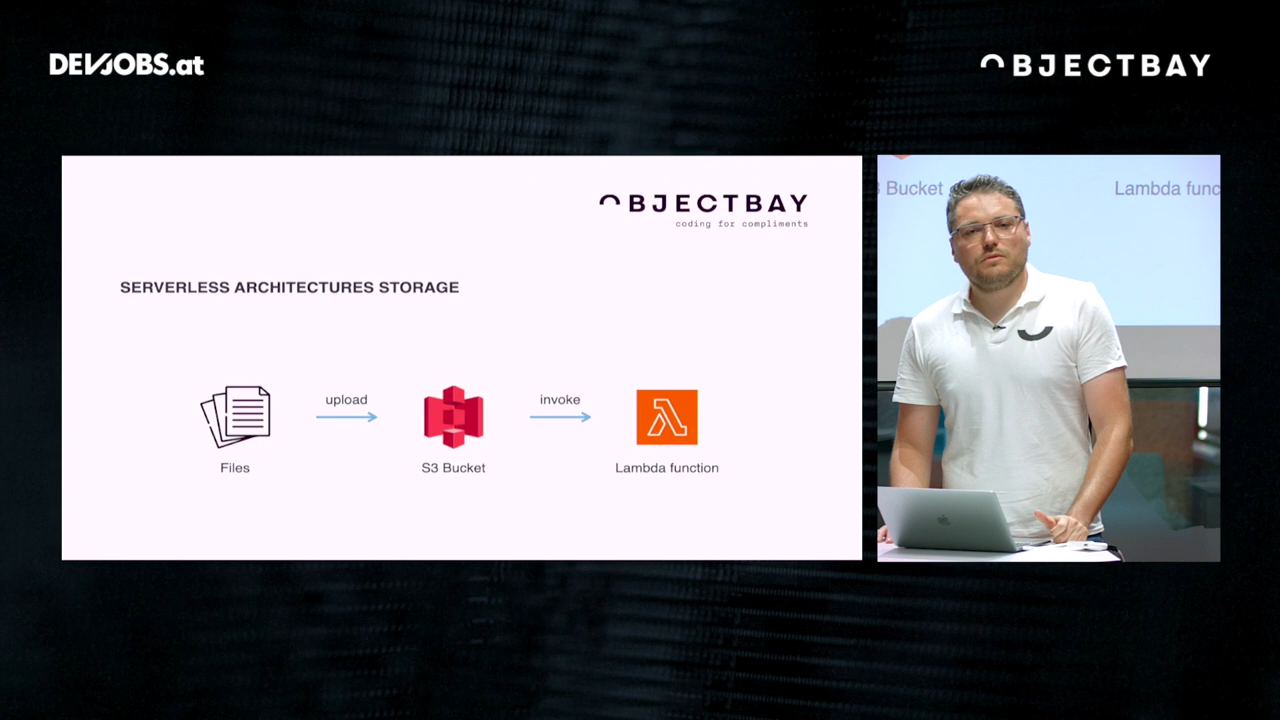 DEVJOBS.at
OBJECTBAY
OBJECTBAY
coding for compliments
SERVERLESS ARCHITECTURES STORAGE
upload
invoke
Files
S3 Bucket
Lambda function
Bucket
Lambda func